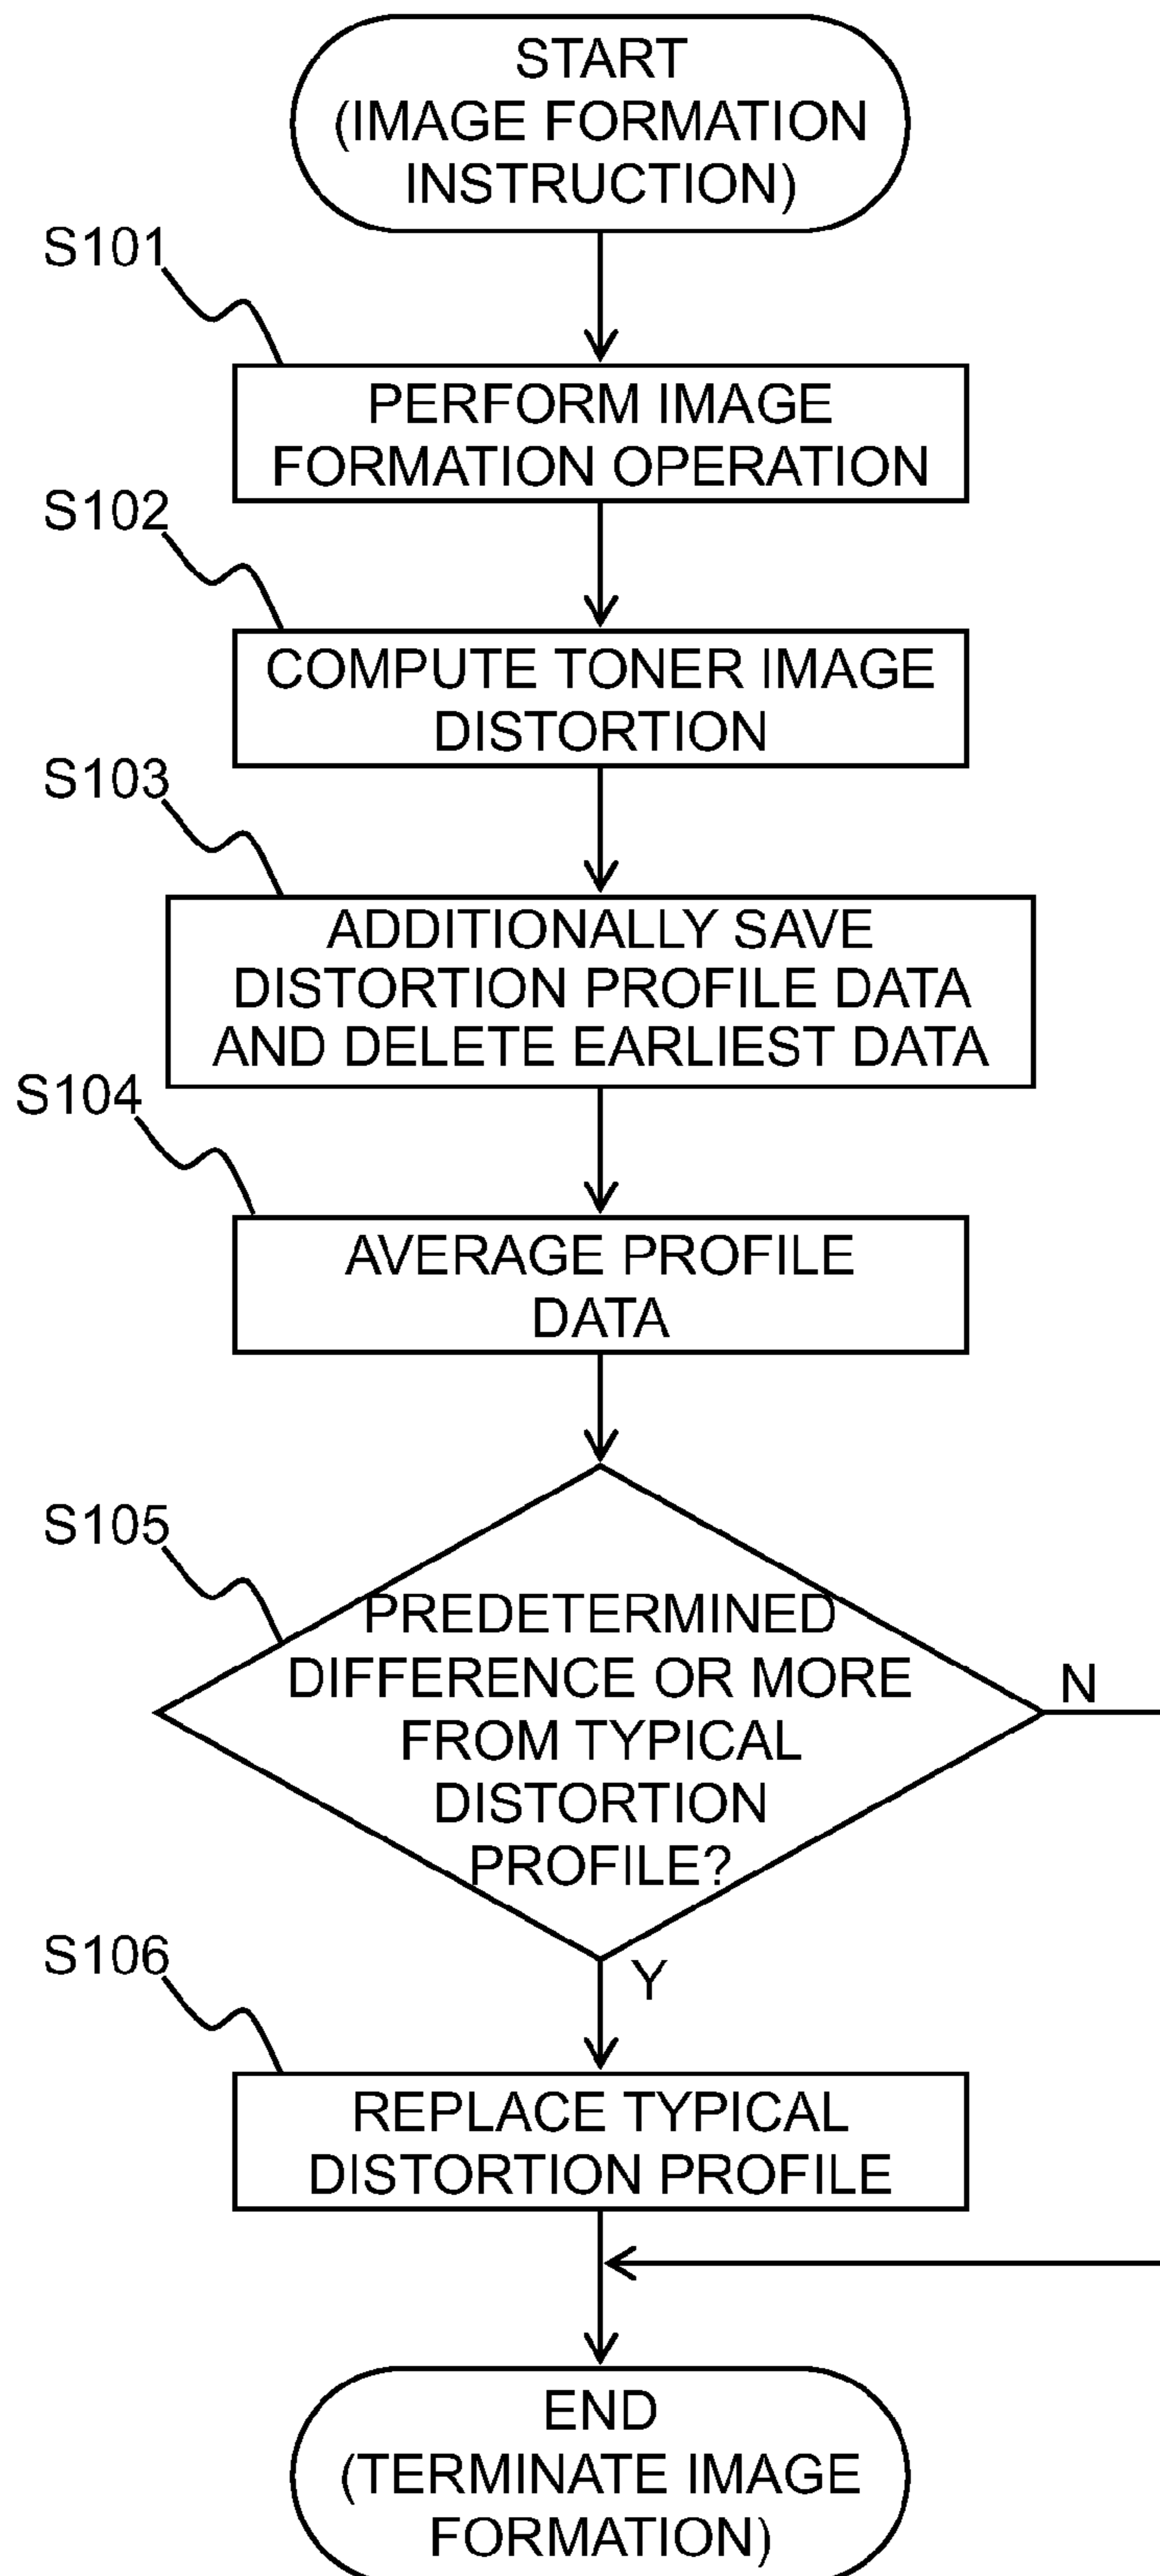 START
(IMAGE FORMATION
INSTRUCTION)
S101
PERFORM IMAGE
FORMATION OPERATION
S102
COMPUTE TONER IMAGE
DISTORTION
S103
ADDITIONALLY SAVE
DISTORTION PROFILE DATA
AND DELETE EARLIEST DATA
S104
AVERAGE PROFILE
DATA
S105
PREDETERMINED
DIFFERENCE OR MORE
FROM TYPICAL
DISTORTION
PROFILE?
N
Y
S106
REPLACE TYPICAL
DISTORTION PROFILE
END
(TERMINATE IMAGE
FORMATION)